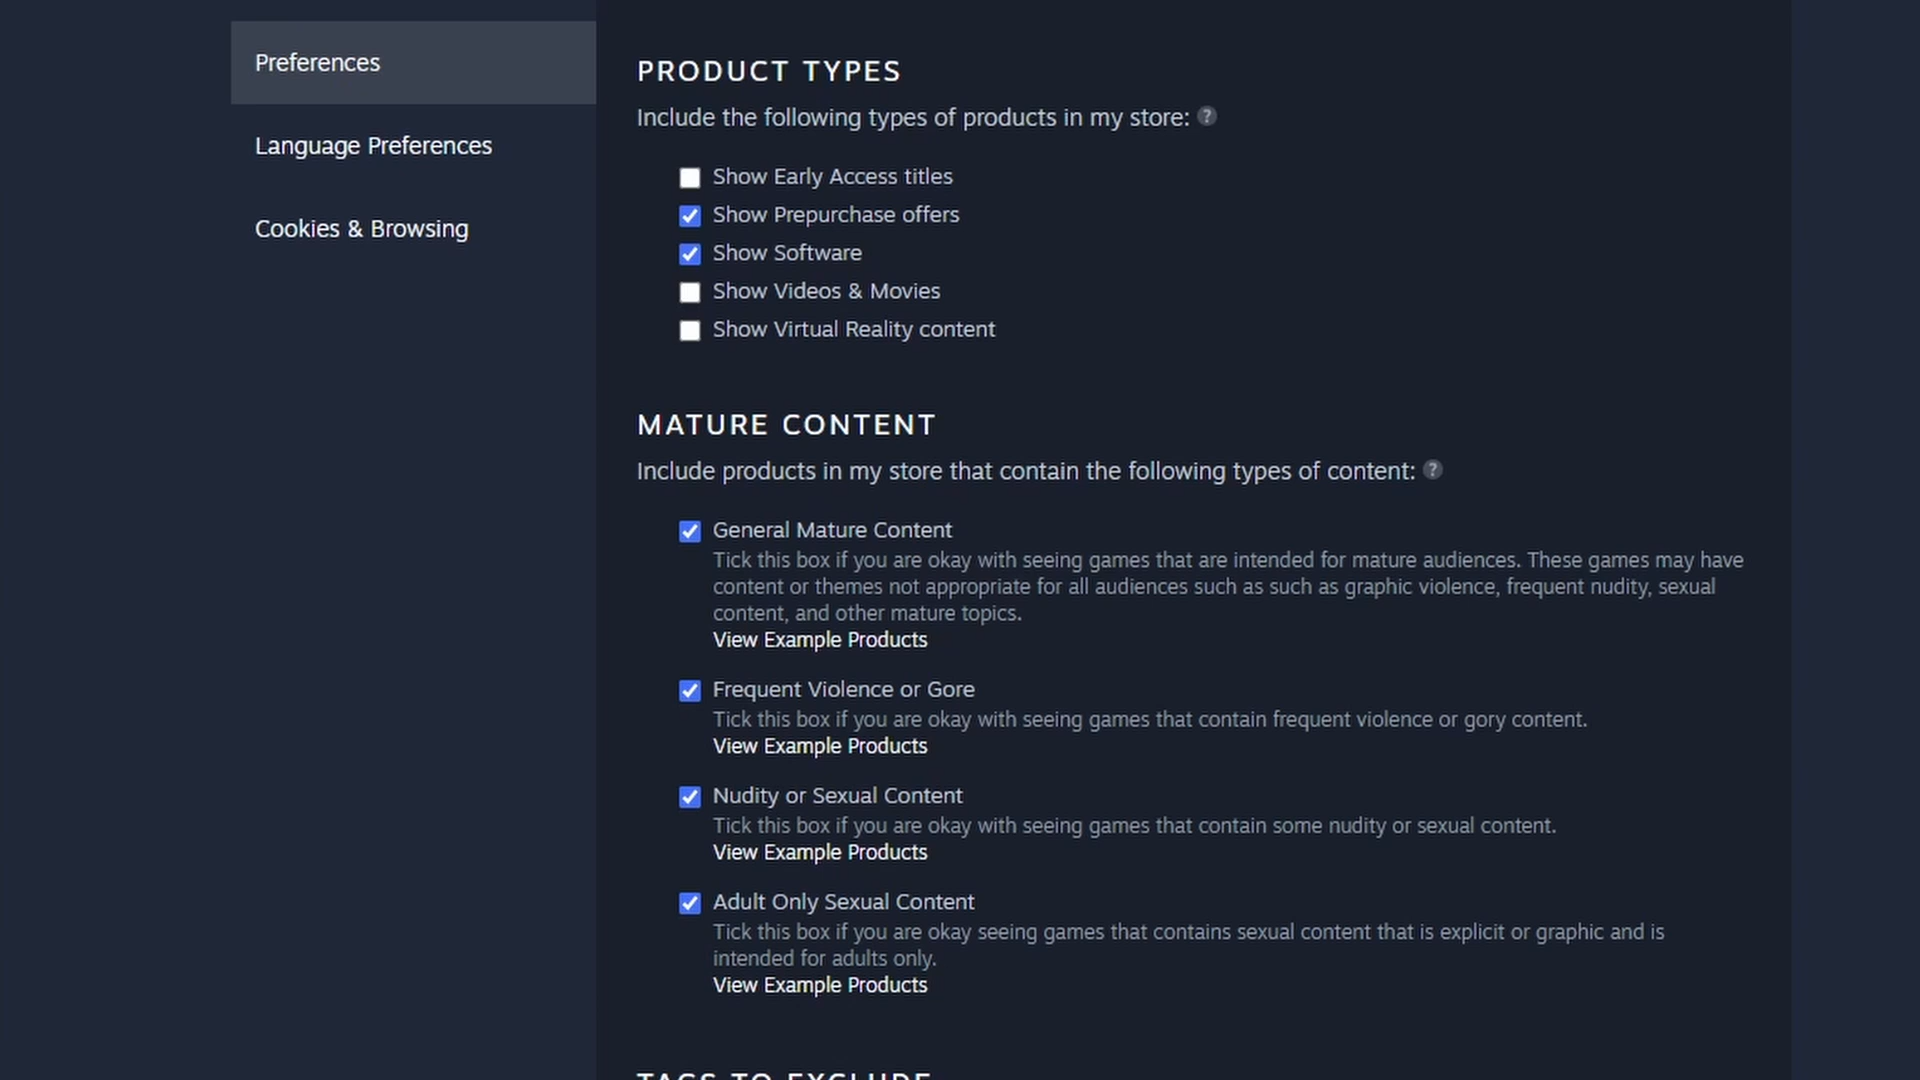 Preferences
Language Preferences
Cookies & Browsing
PRODUCT TYPES
Include the following types of products in my store: ?
Show Early Access titles
Show Prepurchase offers
Show Software
Show Videos & Movies
Show Virtual Reality content
MATURE CONTENT
Include products in my store that contain the following types of content: ?
General Mature Content
Tick this box if you are okay with seeing games that are intended for mature audiences. These games may have
content or themes not appropriate for all audiences such as such as graphic violence, frequent nudity, sexual
content, and other mature topics.
View Example Products
Frequent Violence or Gore
Tick this box if you are okay with seeing games that contain frequent violence or gory content.
View Example Products
Nudity or Sexual Content
Tick this box if you are okay with seeing games that contain some nudity or sexual content.
View Example Products
Adult Only Sexual Content
Tick this box if you are okay seeing games that contains sexual content that is explicit or graphic and is
intended for adults only.
View Example Products
TAGS TO EXCLUDE